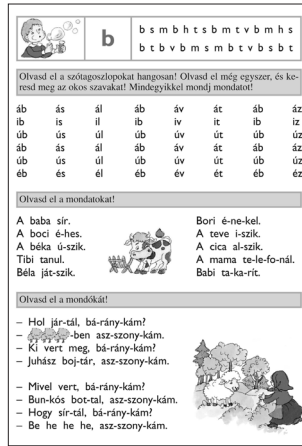 b
b s m b h t s b m t v b m h s
b t b v b m s m b t v b s b t
Olvasd el a szótagoszlopokat hangosan! Olvasd el még egyszer, és ke-
resd meg az okos szavakat! Mindegyikkel mondj mondatot!
áb ás ál áb áv át áb áz
ib is il ib iv it ib iz
úb ús úl úb úv út úb úz
áb ás ál áb áv át áb áz
úb ús úl úb úv út úb úz
éb és él éb év ét éb éz
Olvasd el a mondatokat!
A baba sír.
A boci é-hes.
A béka ú-szik.
Tibi tanul.
Béla ját-szik.
Bori é-ne-kel.
A teve i-szik.
A cica al-szik.
A mama te-le-fo-nál.
Babi ta-ka-rít.
Olvasd el a mondókát!
– Hol jár-tál, bá-rány-kám?
– -ben asz-szony-kám.
– Ki vert meg, bá-rány-kám?
– Juhász boj-tár, asz-szony-kám.
– Mivel vert, bá-rány-kám?
– Bun-kós bot-tal, asz-szony-kám.
– Hogy sír-tál, bá-rány-kám?
– Be he he he, asz-szony-kám.